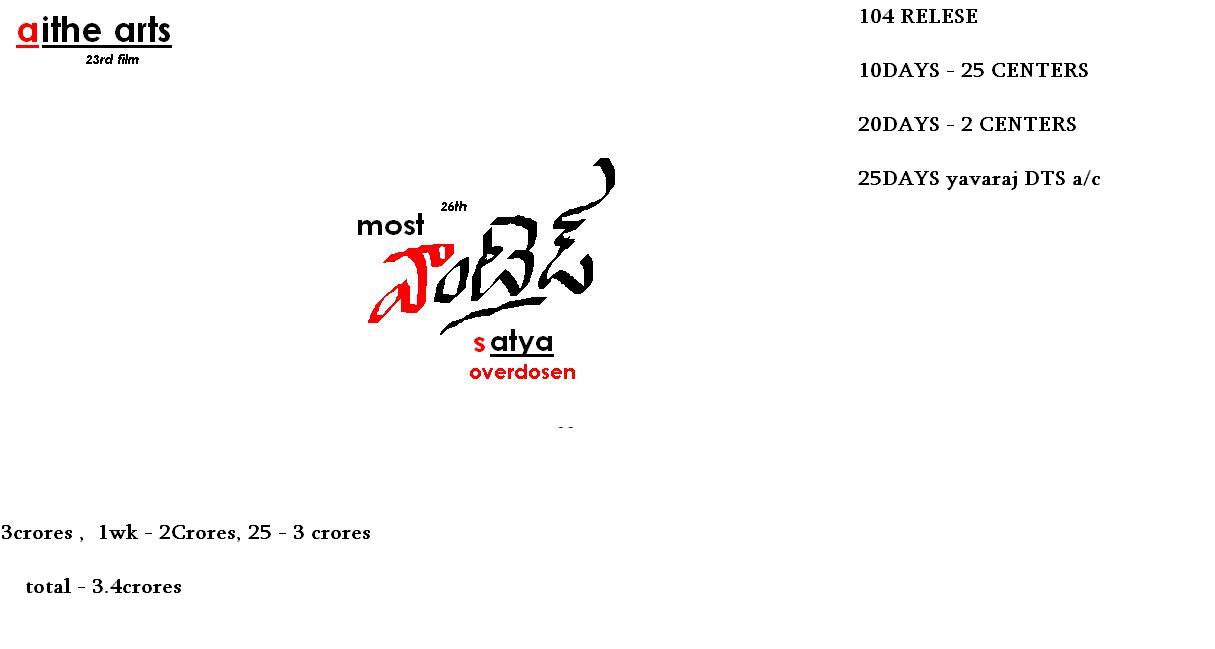 aithe arts
23rd film
104 RELESE
10DAYS - 25 CENTERS
20DAYS - 2 CENTERS
25DAYS yavaraj DTS a/c
26th
most
వాంటెడ్
satya
overdosen
--
3crores , 1wk - 2Crores, 25 - 3 crores
total - 3.4crores